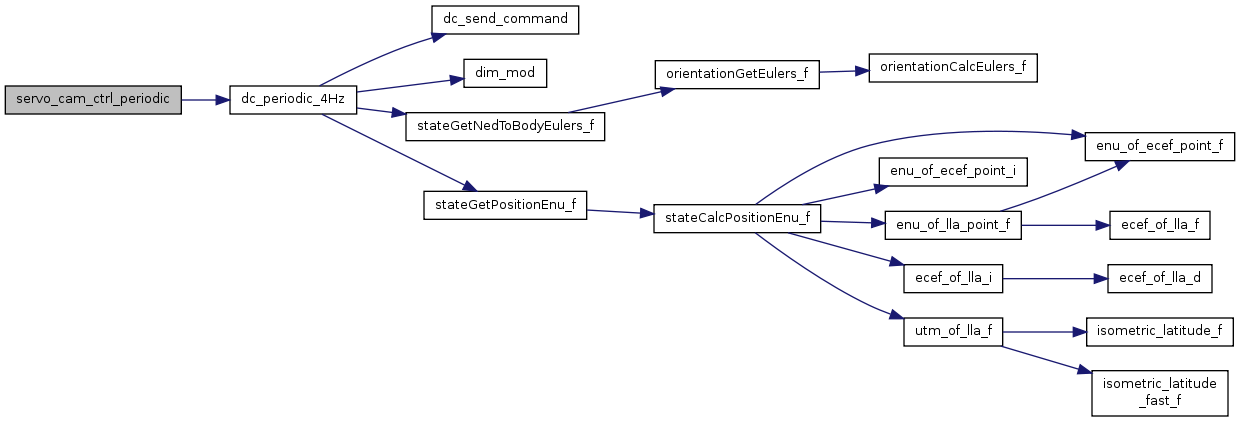 servo_cam_ctrl_periodic
dc_periodic_4Hz
dc_send_command
dim_mod
stateGetNedToBodyEulers_f
stateGetPositionEnu_f
orientationGetEulers_f
orientationCalcEulers_f
stateCalcPositionEnu_f
enu_of_ecef_point_f
enu_of_ecef_point_i
enu_of_lla_point_f
ecef_of_lla_f
ecef_of_lla_i
ecef_of_lla_d
utm_of_lla_f
isometric_latitude_f
isometric_latitude
_fast_f